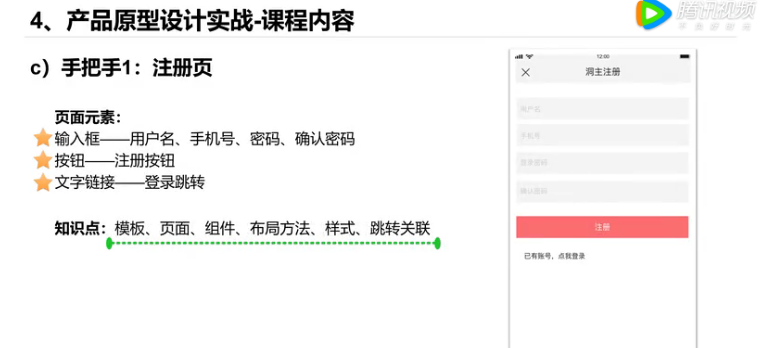 4、产品原型设计实战-课程内容
腾讯视频
c）手把手1：注册页
页面元素：
输入框——用户名、手机号、密码、确认密码
按钮——注册按钮
文字链接——登录跳转
知识点：模板、页面、组件、布局方法、样式、跳转关联
12:00
洞主注册
用户名
手机号
登录密码
确认密码
注册
已有账号，点我登录